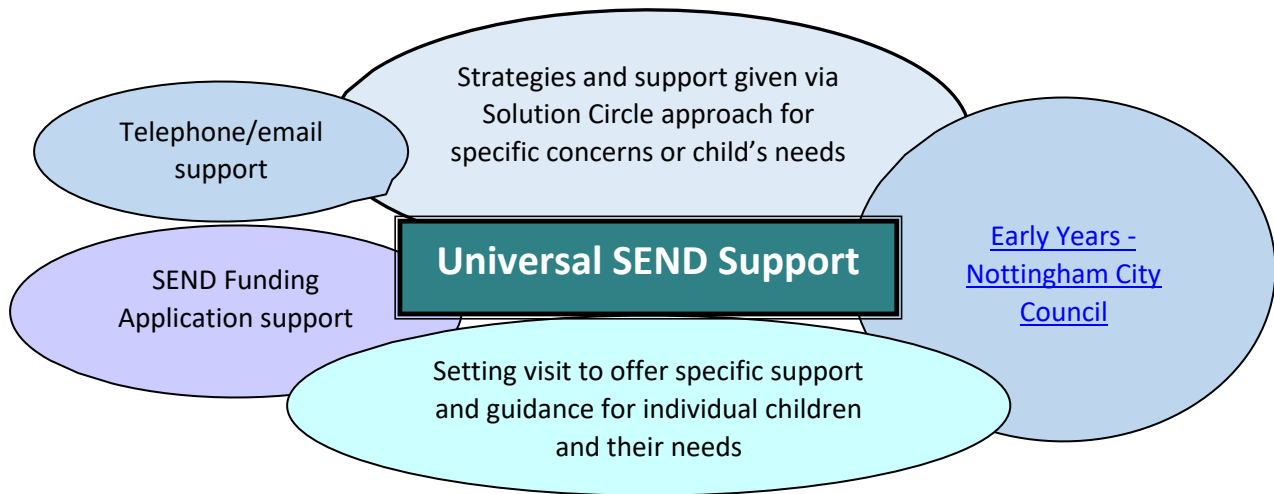 Strategies and support given via
Solution Circle approach for
specific concerns or child’s needs
Telephone/email
support
Universal SEND Support
Early Years -
Nottingham City
Council
SEND Funding
Application support
Setting visit to offer specific support
and guidance for individual children
and their needs